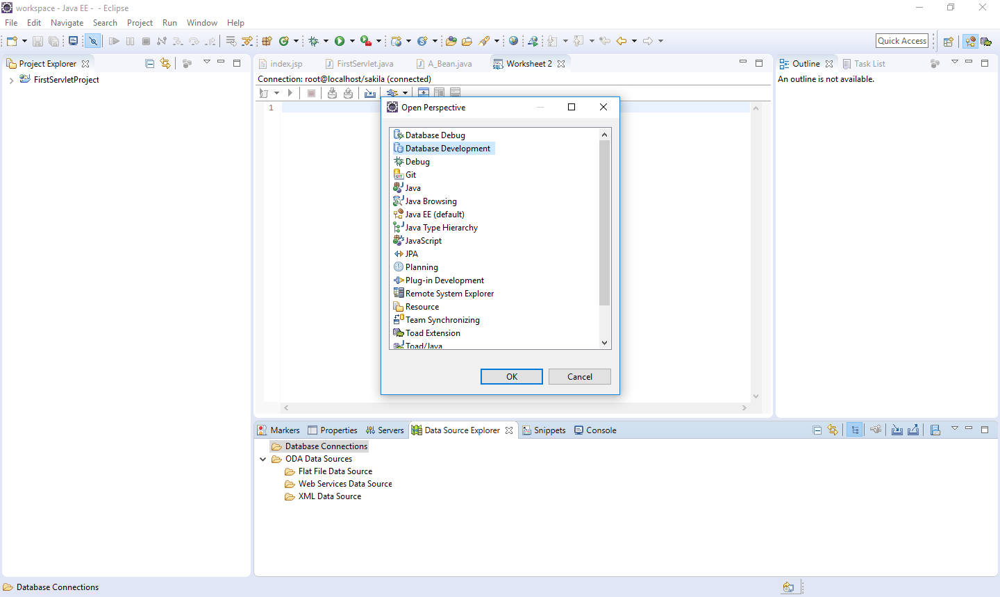 workspace - Java EE -  - Eclipse
File Edit Navigate Search Project Run Window Help
Quick Access
Project Explorer
FirstServletProject
index.jsp FirstServlet.java A_Bean.java Worksheet 2
Connection: root@localhost/sakila (connected)
1
Outline Task List
An outline is not available.
Open Perspective
Database Debug
Database Development
Debug
Git
Java
Java Browsing
Java EE (default)
Java Type Hierarchy
JavaScript
JPA
Planning
Plug-in Development
Remote System Explorer
Resource
Team Synchronizing
Toad Extension
Toad/Java
OK Cancel
Markers Properties Servers Data Source Explorer Snippets Console
Database Connections
ODA Data Sources
Flat File Data Source
Web Services Data Source
XML Data Source
Database Connections